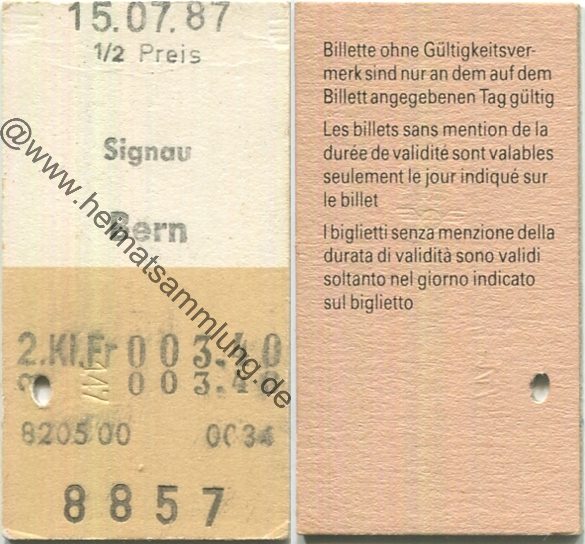 15.07.87
1/2 Preis
Signau
Bern
2.Kl.Fr 003.40
003.40
447
8205 00 0034
8857
@www.heimatsammlung.de
Billette ohne Gültigkeitsver-
merk sind nur an dem auf dem
Billett angegebenen Tag gültig
Les billets sans mention de la
durée de validité sont valables
seulement le jour indiqué sur
le billet
I biglietti senza menzione della
durata di validità sono validi
soltanto nel giorno indicato
sul biglietto